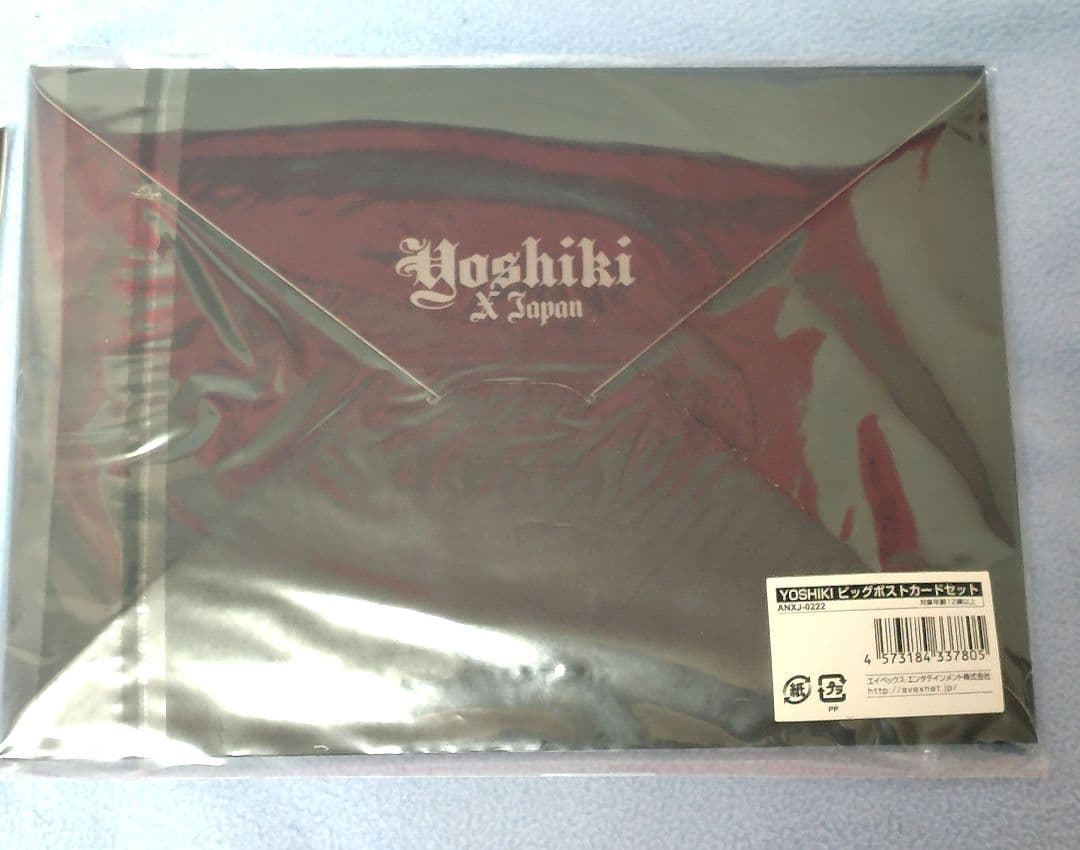 Yoshiki
X Japan
YOSHIKI ビッグポストカードセット
ANXJ-0222
対象年齢12歳以上
4 573184 337805
エイベックス・エンタテインメント株式会社
http://avexnet.jp/
紙
プラ
PP